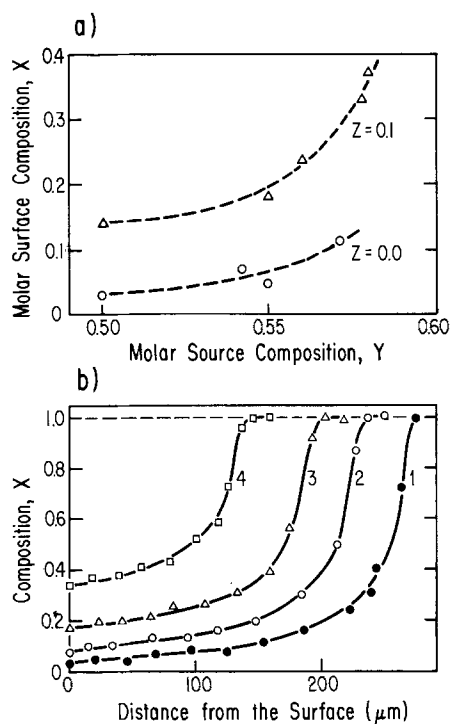 a)
Molar Surface Composition, X
0.4
0.3
0.2
0.1
0
Z=0.1
Z=0.0
0.50
0.55
0.60
Molar Source Composition, Y
b)
Composition, X
1.0
0.8
0.6
0.4
0.2
0
4
3
2
1
0
100
200
Distance from the Surface (μm)